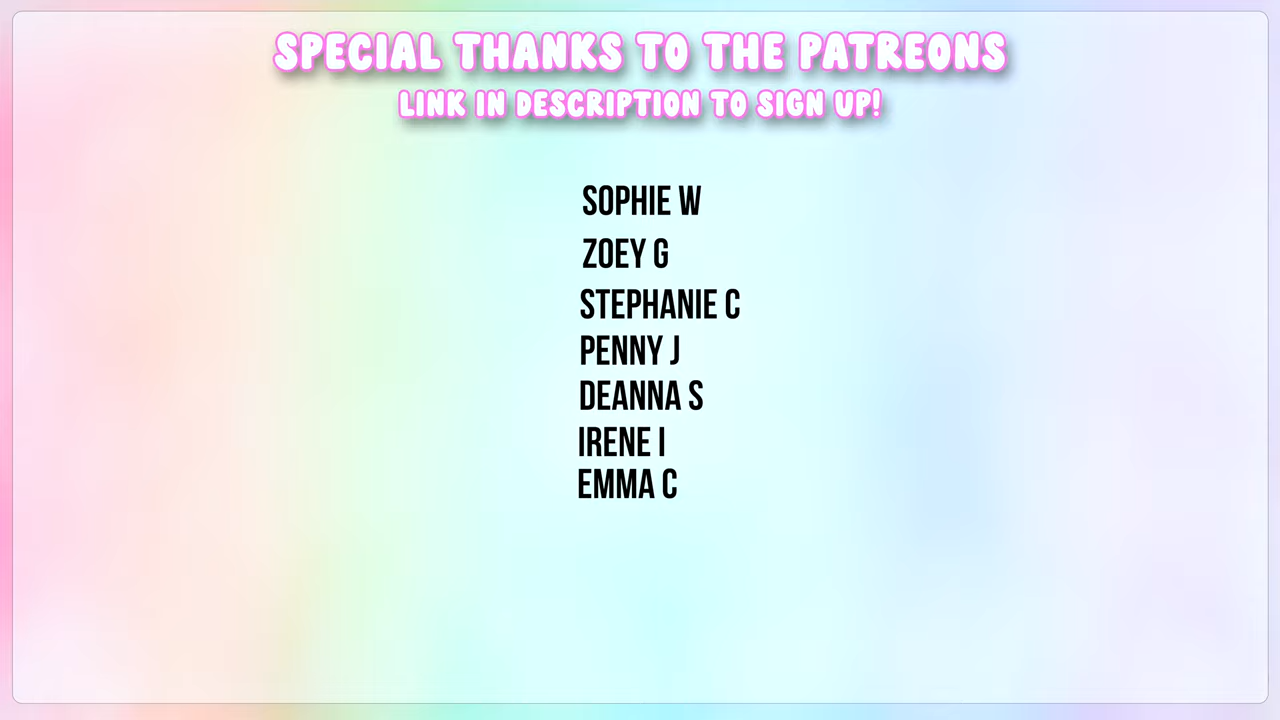 SPECIAL THANKS TO THE PATREONS
LINK IN DESCRIPTION TO SIGN UP!
SOPHIE W
ZOEY G
STEPHANIE C
PENNY J
DEANNA S
IRENE I
EMMA C